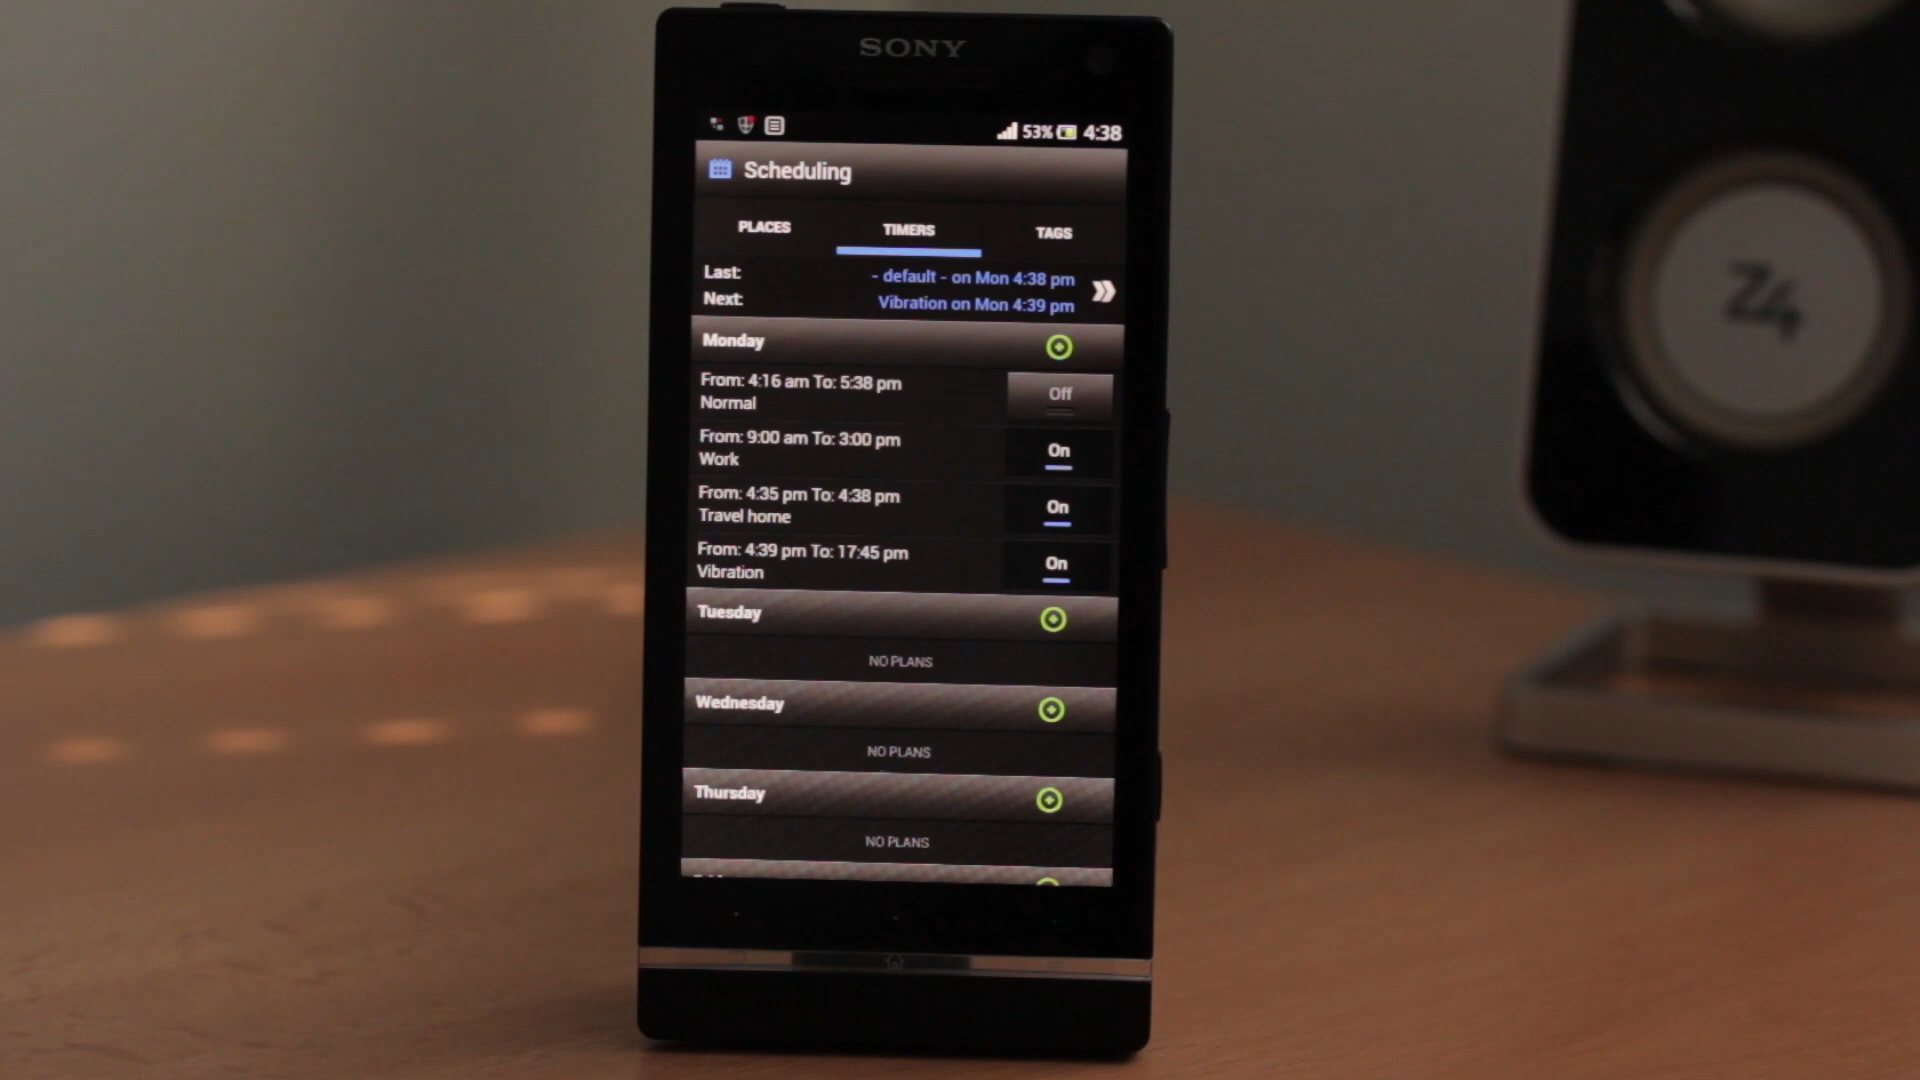 SONY
53% 4:38
Scheduling
PLACES TIMERS TAGS
Last: - default - on Mon 4:38 pm
Next: Vibration on Mon 4:39 pm
Monday
From: 4:16 am To: 5:38 pm
Normal
Off
From: 9:00 am To: 3:00 pm
Work
On
From: 4:35 pm To: 4:38 pm
Travel home
On
From: 4:39 pm To: 17:45 pm
Vibration
On
Tuesday
NO PLANS
Wednesday
NO PLANS
Thursday
NO PLANS
Z4